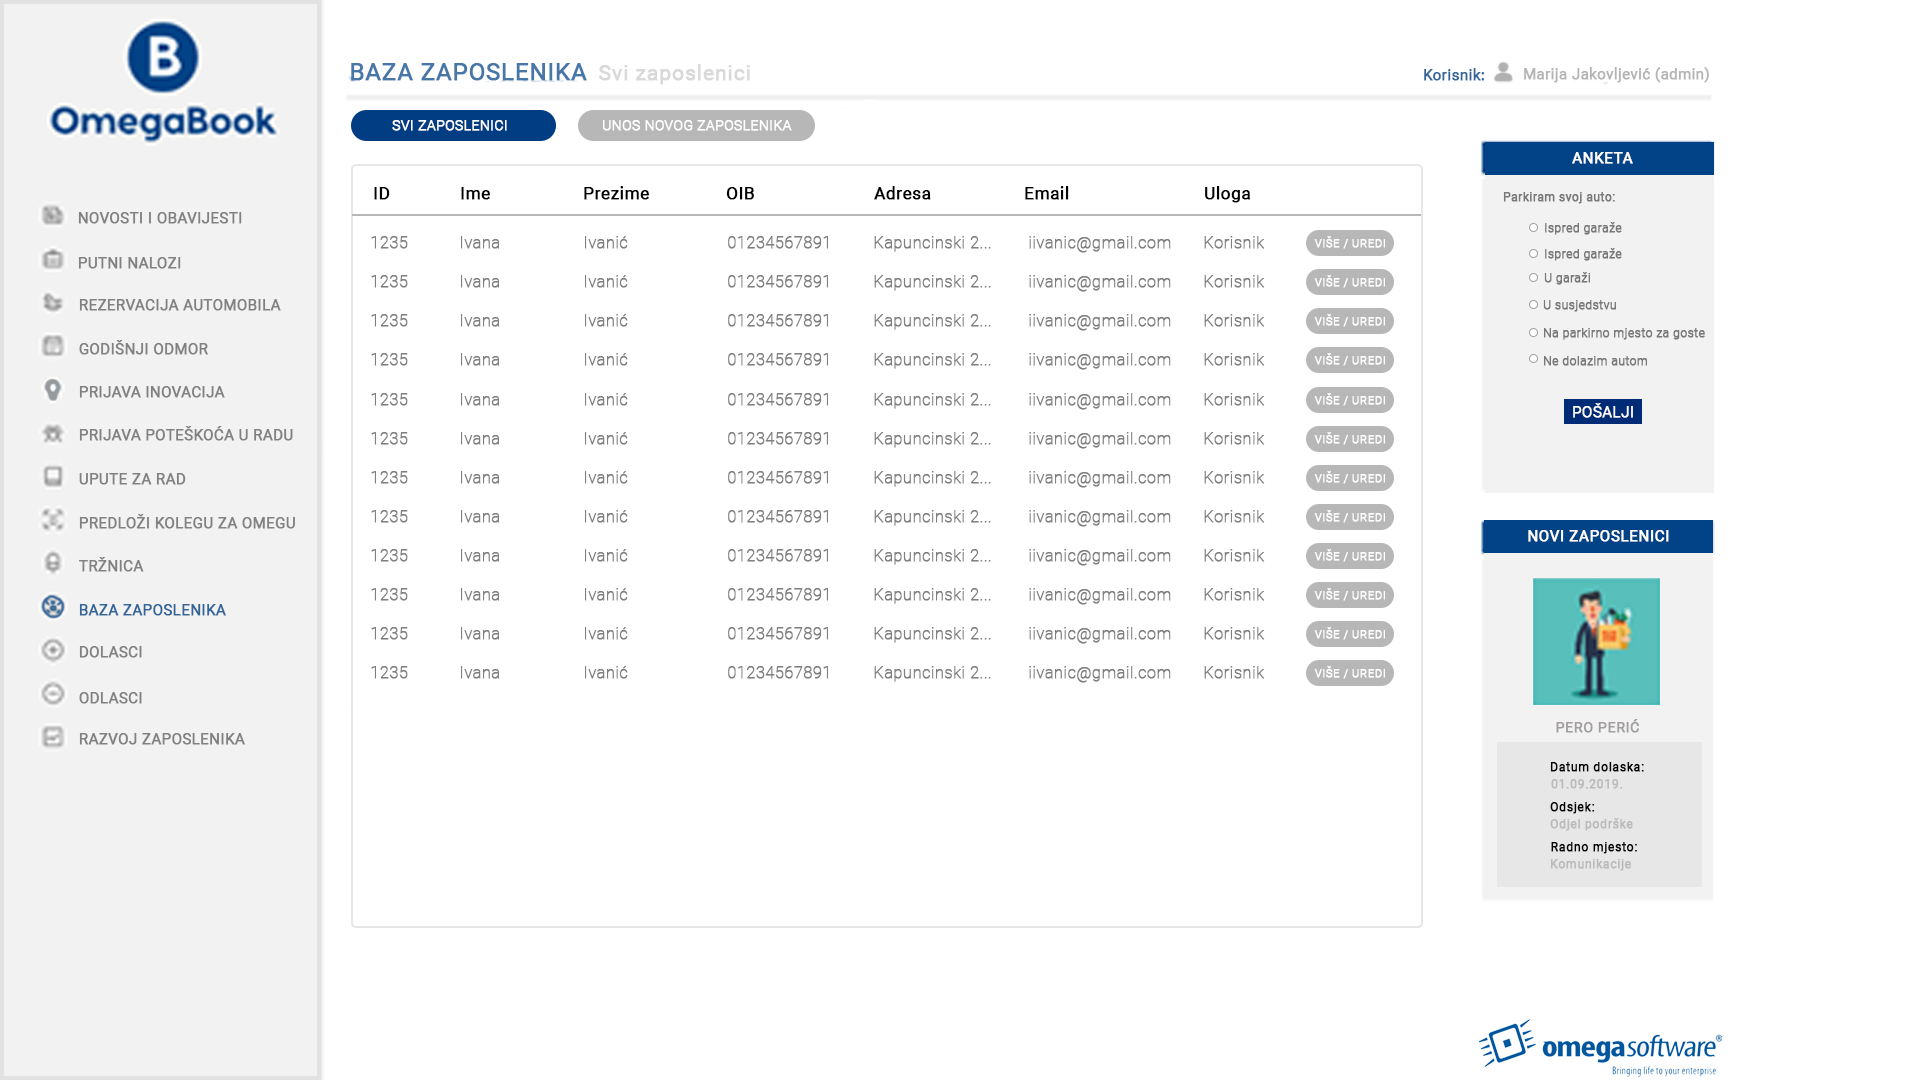 B
OmegaBook
NOVOSTI I OBAVIJESTI
PUTNI NALOZI
REZERVACIJA AUTOMOBILA
GODIŠNJI ODMOR
PRIJAVA INOVACIJA
PRIJAVA POTEŠKOĆA U RADU
UPUTE ZA RAD
PREDLOŽI KOLEGU ZA OMEGU
TRŽNICA
BAZA ZAPOSLENIKA
DOLASCI
ODLASCI
RAZVOJ ZAPOSLENIKA
BAZA ZAPOSLENIKA Svi zaposlenici
Korisnik: Marija Jakovljević (admin)
SVI ZAPOSLENICI UNOS NOVOG ZAPOSLENIKA
ID Ime Prezime OIB Adresa Email Uloga
1235 Ivana Ivanić 01234567891 Kapuncinski 2... iivanic@gmail.com Korisnik VIŠE / UREDI
1235 Ivana Ivanić 01234567891 Kapuncinski 2... iivanic@gmail.com Korisnik VIŠE / UREDI
1235 Ivana Ivanić 01234567891 Kapuncinski 2... iivanic@gmail.com Korisnik VIŠE / UREDI
1235 Ivana Ivanić 01234567891 Kapuncinski 2... iivanic@gmail.com Korisnik VIŠE / UREDI
1235 Ivana Ivanić 01234567891 Kapuncinski 2... iivanic@gmail.com Korisnik VIŠE / UREDI
1235 Ivana Ivanić 01234567891 Kapuncinski 2... iivanic@gmail.com Korisnik VIŠE / UREDI
1235 Ivana Ivanić 01234567891 Kapuncinski 2... iivanic@gmail.com Korisnik VIŠE / UREDI
1235 Ivana Ivanić 01234567891 Kapuncinski 2... iivanic@gmail.com Korisnik VIŠE / UREDI
1235 Ivana Ivanić 01234567891 Kapuncinski 2... iivanic@gmail.com Korisnik VIŠE / UREDI
1235 Ivana Ivanić 01234567891 Kapuncinski 2... iivanic@gmail.com Korisnik VIŠE / UREDI
1235 Ivana Ivanić 01234567891 Kapuncinski 2... iivanic@gmail.com Korisnik VIŠE / UREDI
1235 Ivana Ivanić 01234567891 Kapuncinski 2... iivanic@gmail.com Korisnik VIŠE / UREDI
ANKETA
Parkiram svoj auto:
Ispred garaže
Ispred garaže
U garaži
U susjedstvu
Na parkirno mjesto za goste
Ne dolazim autom
POŠALJI
NOVI ZAPOSLENICI
PERO PERIĆ
Datum dolaska:
01.09.2019.
Odsjek:
Odjel podrške
Radno mjesto:
Komunikacije
omegasoftware®
Bringing life to your enterprise